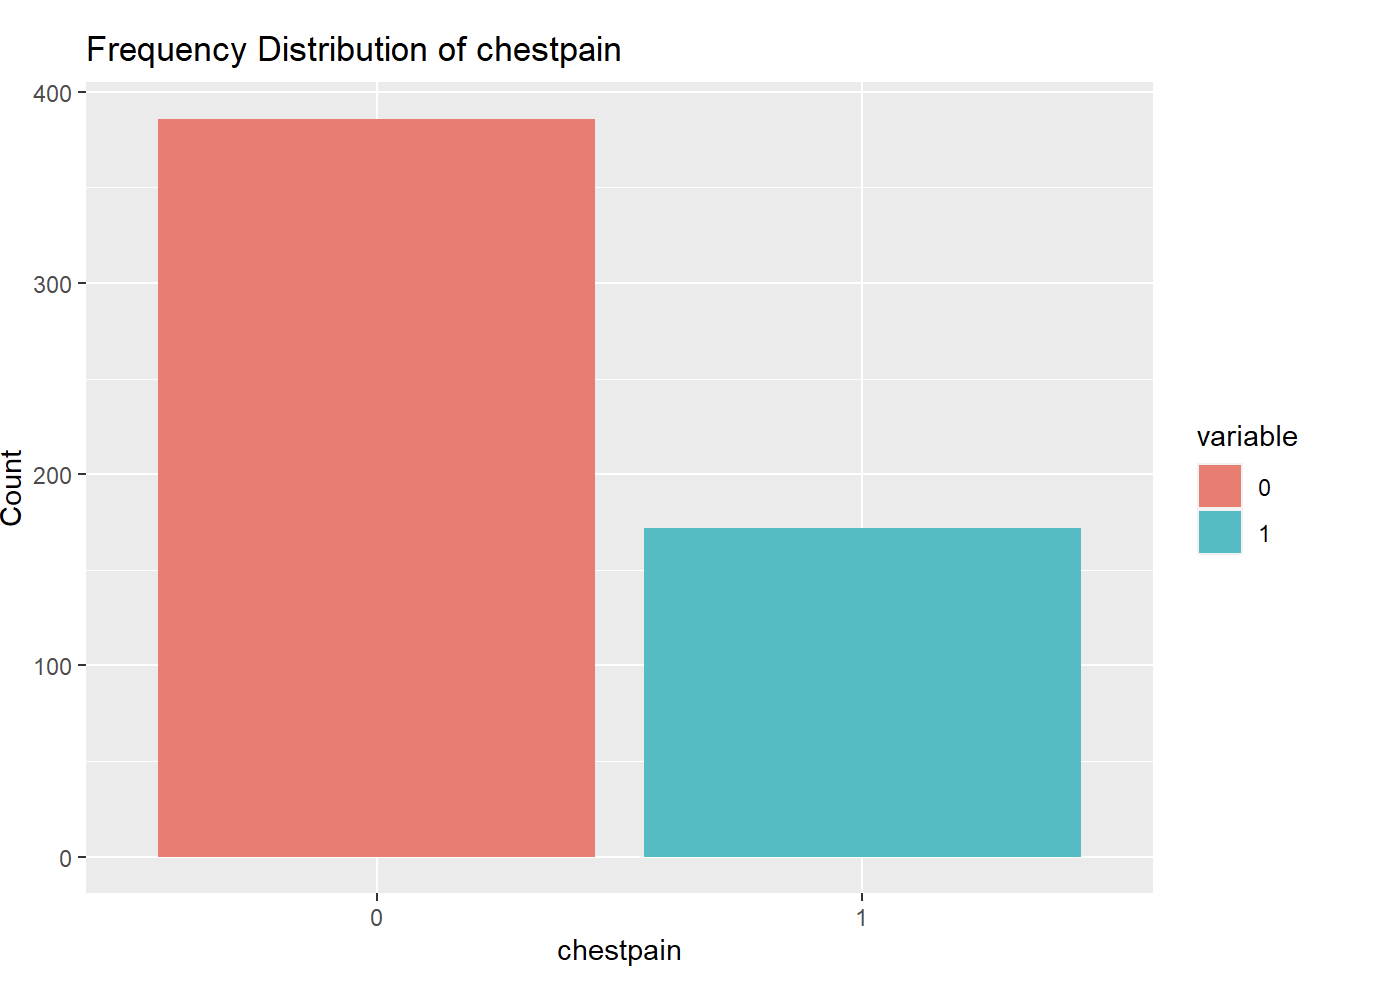 Frequency Distribution of chestpain
400
300
200
100
0
Count
0
1
chestpain
variable
0
1